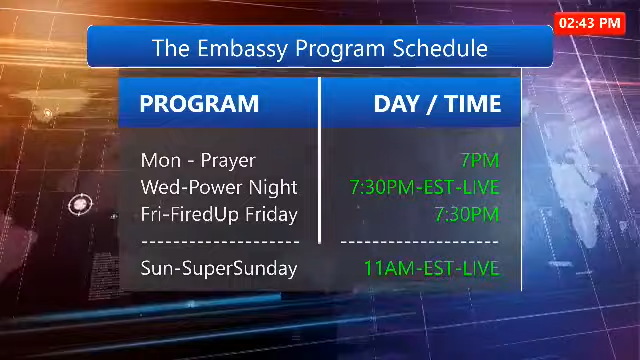 02:43 PM
The Embassy Program Schedule
PROGRAM DAY / TIME
Mon - Prayer 7PM
Wed-Power Night 7:30PM-EST-LIVE
Fri-FiredUp Friday 7:30PM
-------------------- --------------------
Sun-SuperSunday 11AM-EST-LIVE